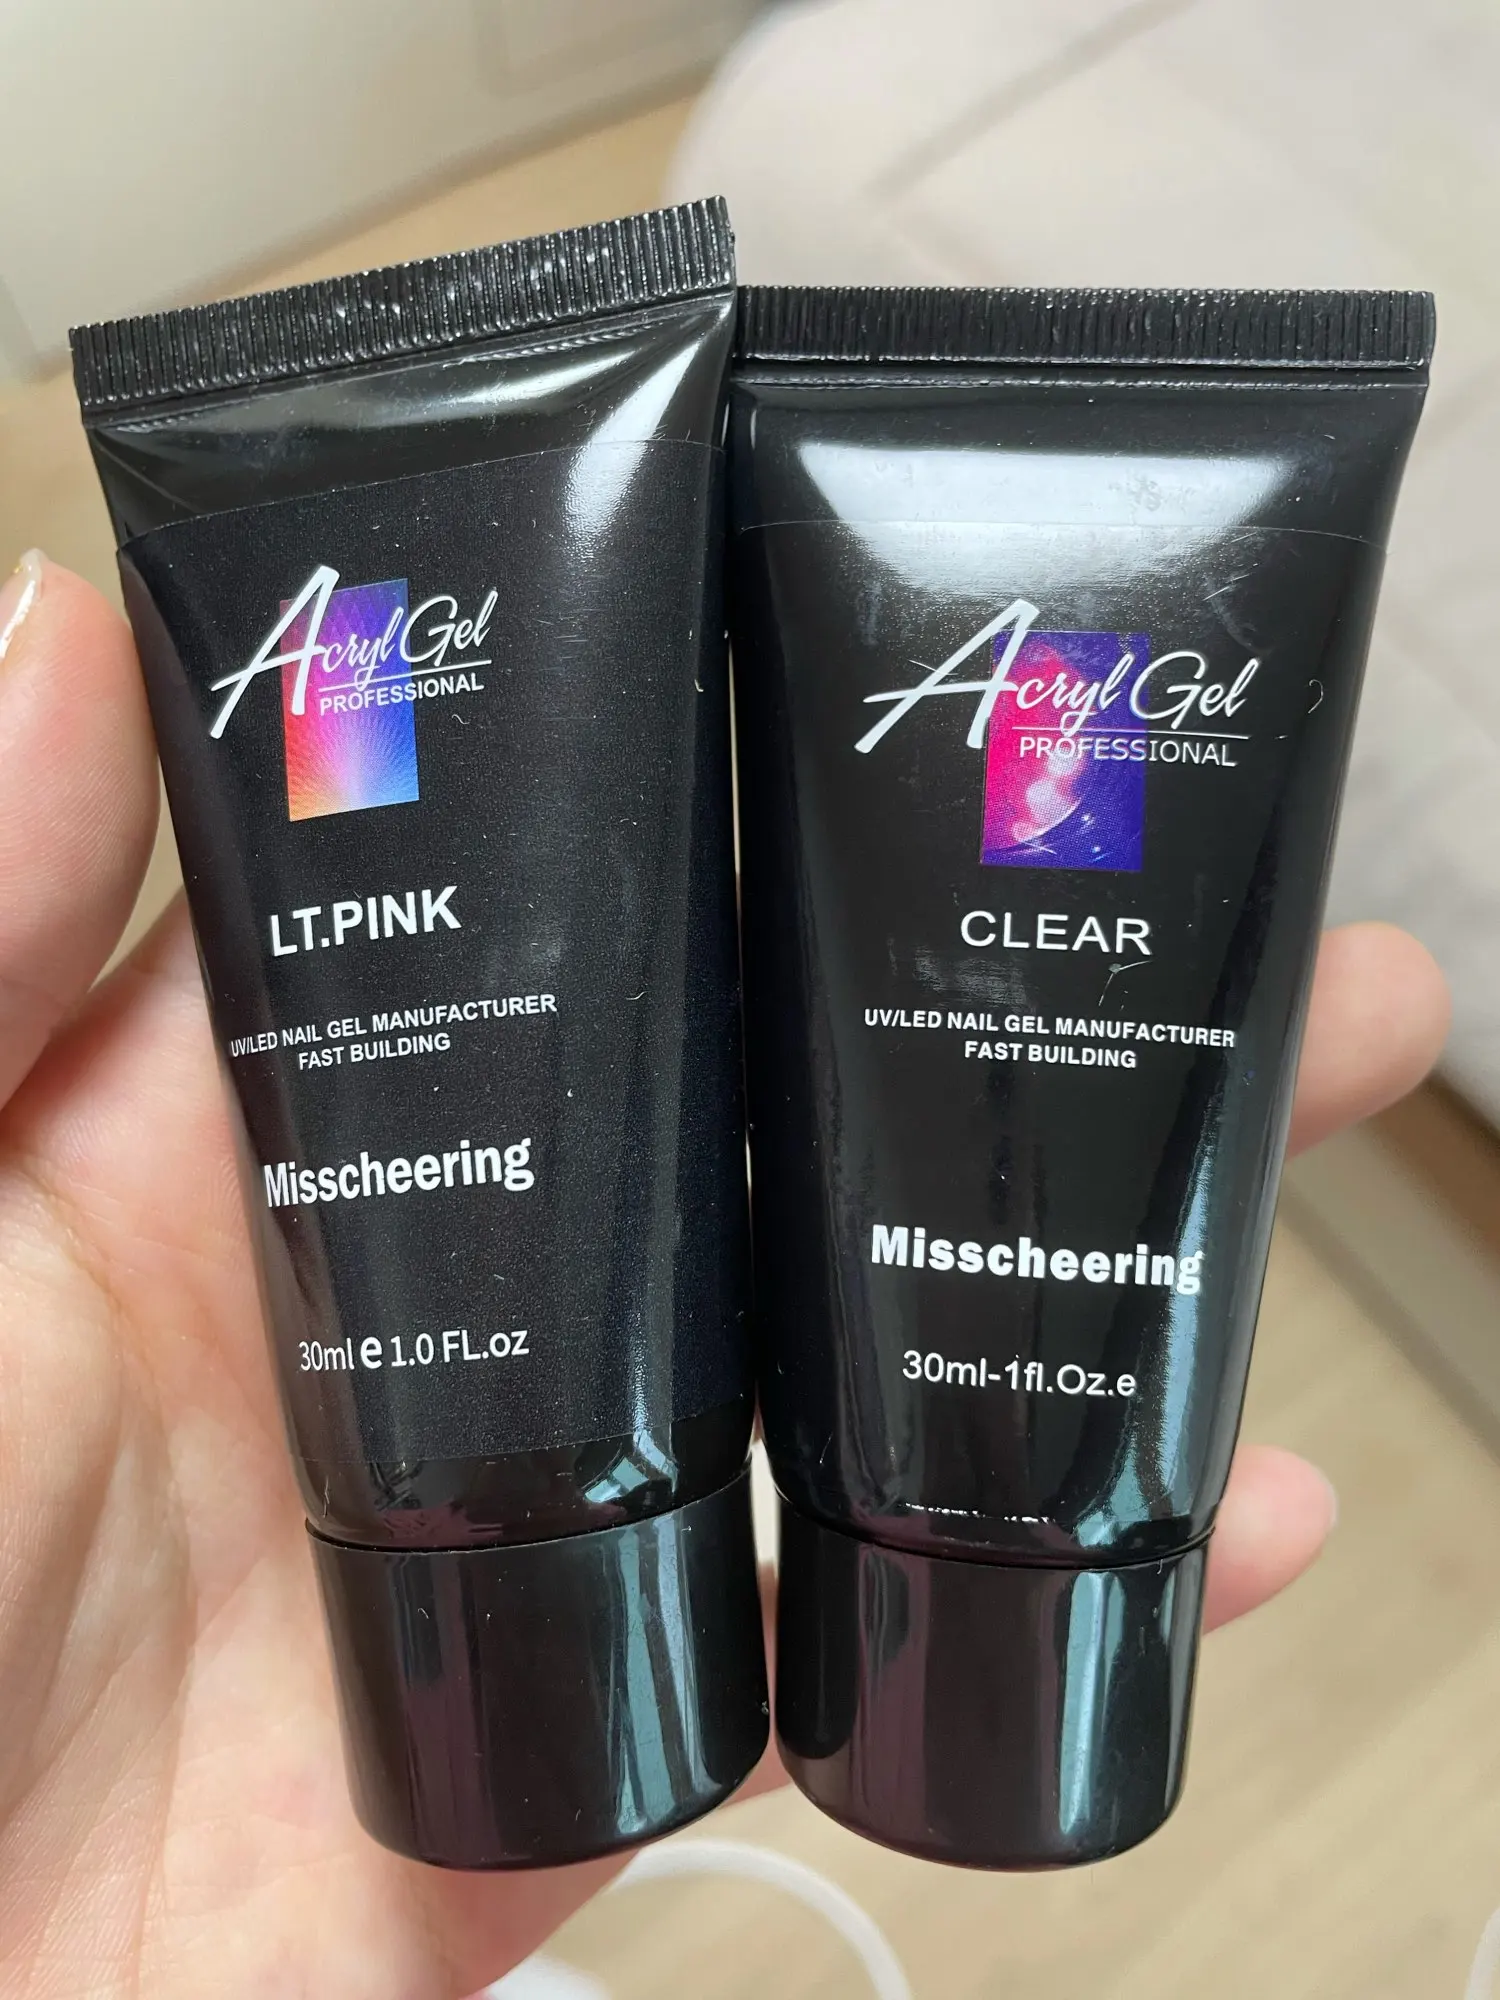 Acryl Gel
PROFESSIONAL
LT.PINK
UV/LED NAIL GEL MANUFACTURER
FAST BUILDING
Misscheering
30ml e 1.0 FL.oz
Acryl Gel
PROFESSIONAL
CLEAR
UV/LED NAIL GEL MANUFACTURER
FAST BUILDING
Misscheering
30ml-1fl.Oz.e